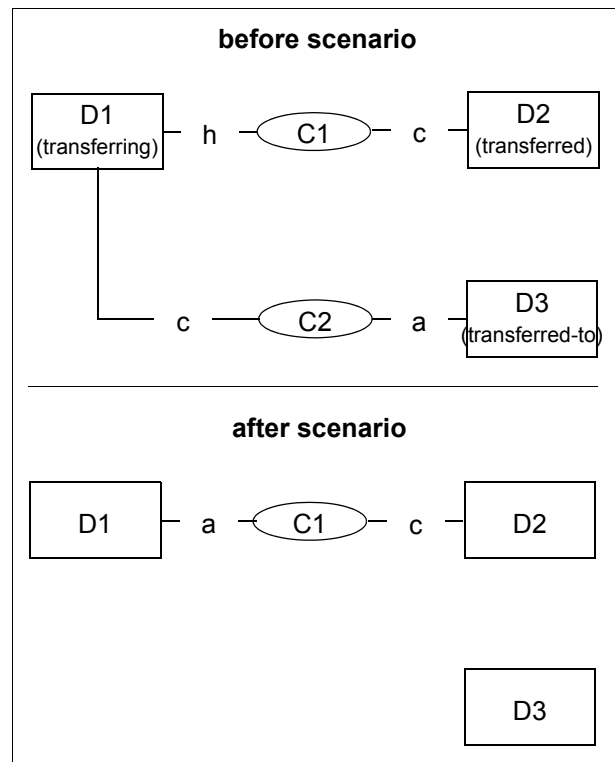 before scenario
D1
(transferring)
h
C1
c
D2
(transferred)
c
C2
a
D3
(transferred-to)
after scenario
D1
a
C1
c
D2
D3